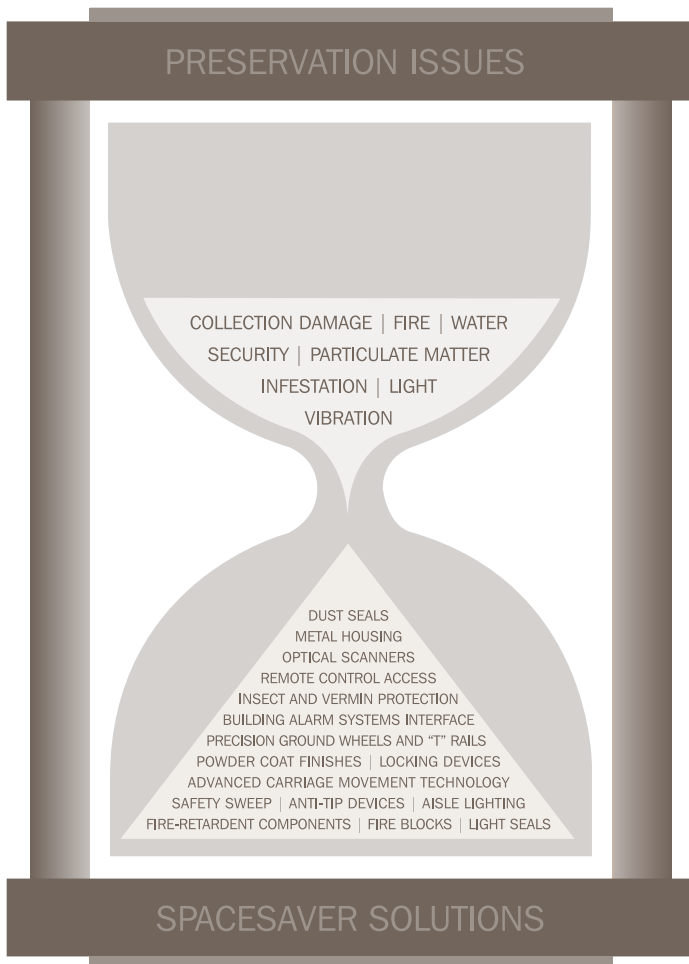 PRESERVATION ISSUES
COLLECTION DAMAGE | FIRE | WATER
SECURITY | PARTICULATE MATTER
INFESTATION | LIGHT
VIBRATION
DUST SEALS
METAL HOUSING
OPTICAL SCANNERS
REMOTE CONTROL ACCESS
INSECT AND VERMIN PROTECTION
BUILDING ALARM SYSTEMS INTERFACE
PRECISION GROUND WHEELS AND “T” RAILS
POWDER COAT FINISHES | LOCKING DEVICES
ADVANCED CARRIAGE MOVEMENT TECHNOLOGY
SAFETY SWEEP | ANTI-TIP DEVICES | AISLE LIGHTING
FIRE-RETARDENT COMPONENTS | FIRE BLOCKS | LIGHT SEALS
SPACESAVER SOLUTIONS